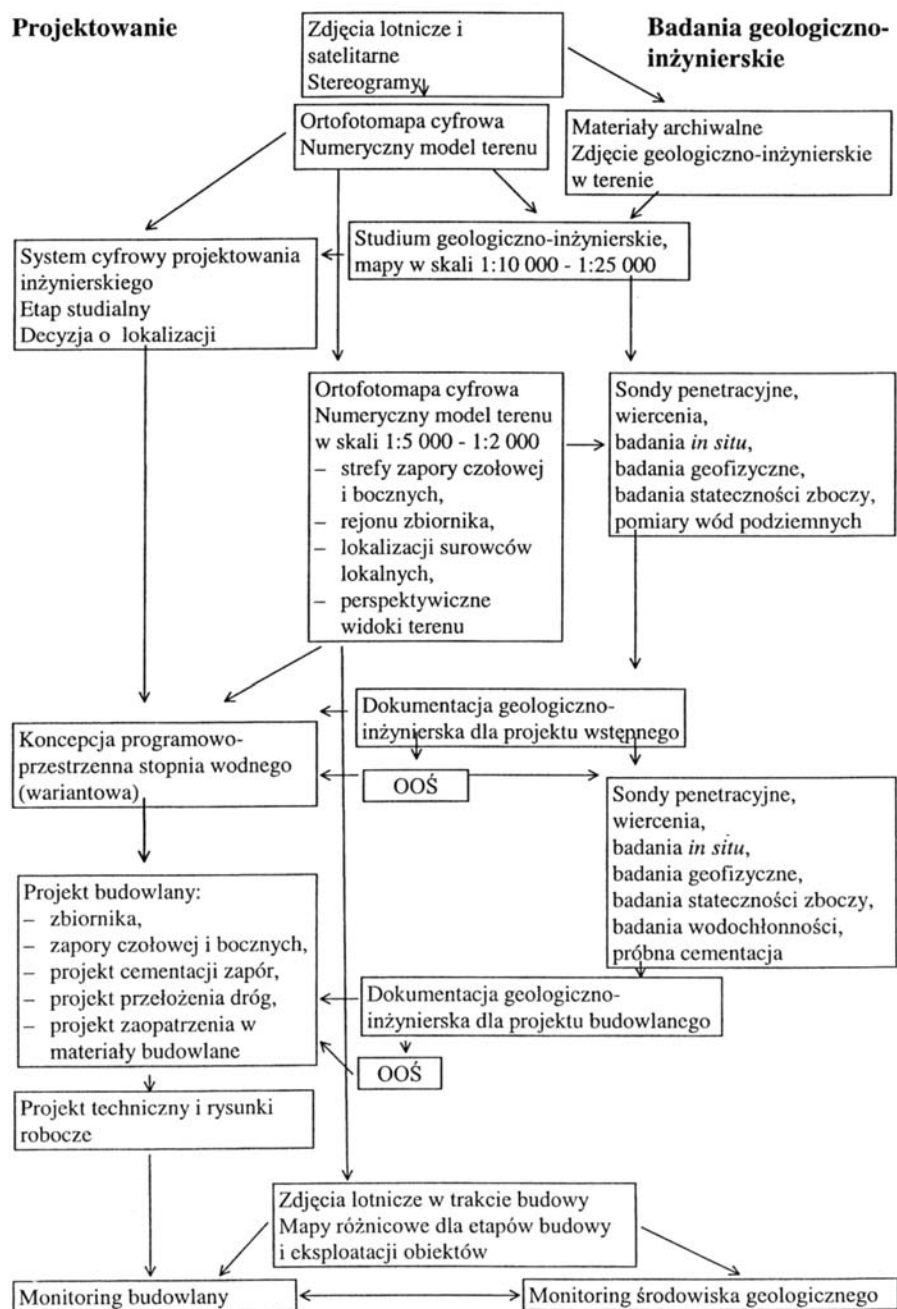 Projektowanie
Badania geologiczno-
inżynierskie
Zdjęcia lotnicze i
satelitarne
Stereogramy
Ortofotomapa cyfrowa
Numeryczny model terenu
Materiały archiwalne
Zdjęcie geologiczno-inżynierskie
w terenie
System cyfrowy projektowania
inżynierskiego
Etap studialny
Decyzja o lokalizacji
Studium geologiczno-inżynierskie,
mapy w skali 1:10 000 - 1:25 000
Ortofotomapa cyfrowa
Numeryczny model terenu
w skali 1:5 000 - 1:2 000
– strefy zapory czołowej
i bocznych,
– rejonu zbiornika,
– lokalizacji surowców
lokalnych,
– perspektywiczne
widoki terenu
Sondy penetracyjne,
wiercenia,
badania in situ,
badania geofizyczne,
badania stateczności zboczy,
pomiary wód podziemnych
Koncepcja programowo-
przestrzenna stopnia wodnego
(wariantowa)
Dokumentacja geologiczno-
inżynierska dla projektu wstępnego
OOŚ
Sondy penetracyjne,
wiercenia,
badania in situ,
badania geofizyczne,
badania stateczności zboczy,
badania wodochłonności,
próbna cementacja
Projekt budowlany:
– zbiornika,
– zapory czołowej i bocznych,
– projekt cementacji zapór,
– projekt przełożenia dróg,
– projekt zaopatrzenia w
materiały budowlane
Dokumentacja geologiczno-
inżynierska dla projektu budowlanego
OOŚ
Projekt techniczny i rysunki
robocze
Zdjęcia lotnicze w trakcie budowy
Mapy różnicowe dla etapów budowy
i eksploatacji obiektów
Monitoring budowlany
Monitoring środowiska geologicznego